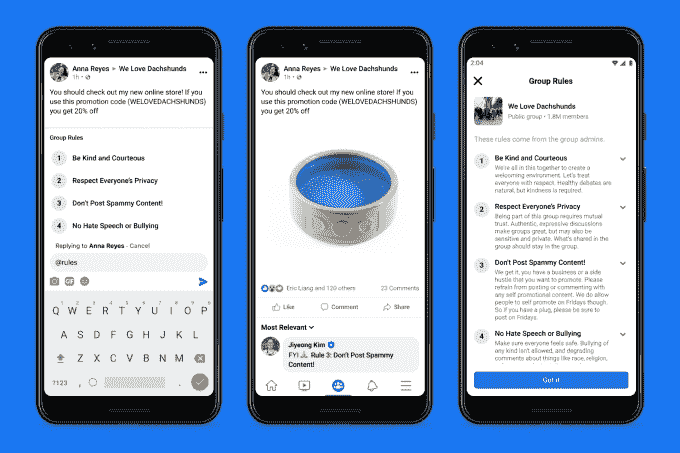 Anna Reyes ▸ We Love Dachshunds
1h ·
You should check out my new online store! If you
use this promotion code (WELOVEDACHSHUNDS)
you get 20% off
Group Rules
1 Be Kind and Courteous
2 Respect Everyone's Privacy
3 Don't Post Spammy Content!
4 No Hate Speech or Bullying
Replying to Anna Reyes · Cancel
@rules
GIF
1 2 3 4 5 6 7 8 9 0
Q W E R T Y U I O P
A S D F G H J K L
Z X C V B N M
?123 , .
Anna Reyes ▸ We Love Dachshunds
1h ·
You should check out my new online store! If you
use this promotion code (WELOVEDACHSHUNDS)
you get 20% off
Eric Liang and 128 others 23 Comments
Like Comment Share
Most Relevant
Jiyeong Kim
FYI 🙏 Rule 3: Don't Post Spammy
Content!
2:04
Group Rules
We Love Dachshunds
Public group · 1.8M members
These rules come from the group admins.
1 Be Kind and Courteous
We're all in this together to create a
welcoming environment. Let's treat
everyone with respect. Healthy debates are
natural, but kindness is required.
2 Respect Everyone's Privacy
Being part of this group requires mutual
trust. Authentic, expressive discussions
make groups great, but may also be
sensitive and private. What's shared in the
group should stay in the group.
3 Don't Post Spammy Content!
We get it, you have a business or a side
hustle that you want to promote. Please
refrain from posting or commenting with
any self promotional content. We do allow
people to self promote on Fridays though.
So if you have a plug, please be sure to
post on Fridays.
4 No Hate Speech or Bullying
Make sure everyone feels safe. Bullying of
any kind isn't allowed, and degrading
comments about things like race, religion,
Got it